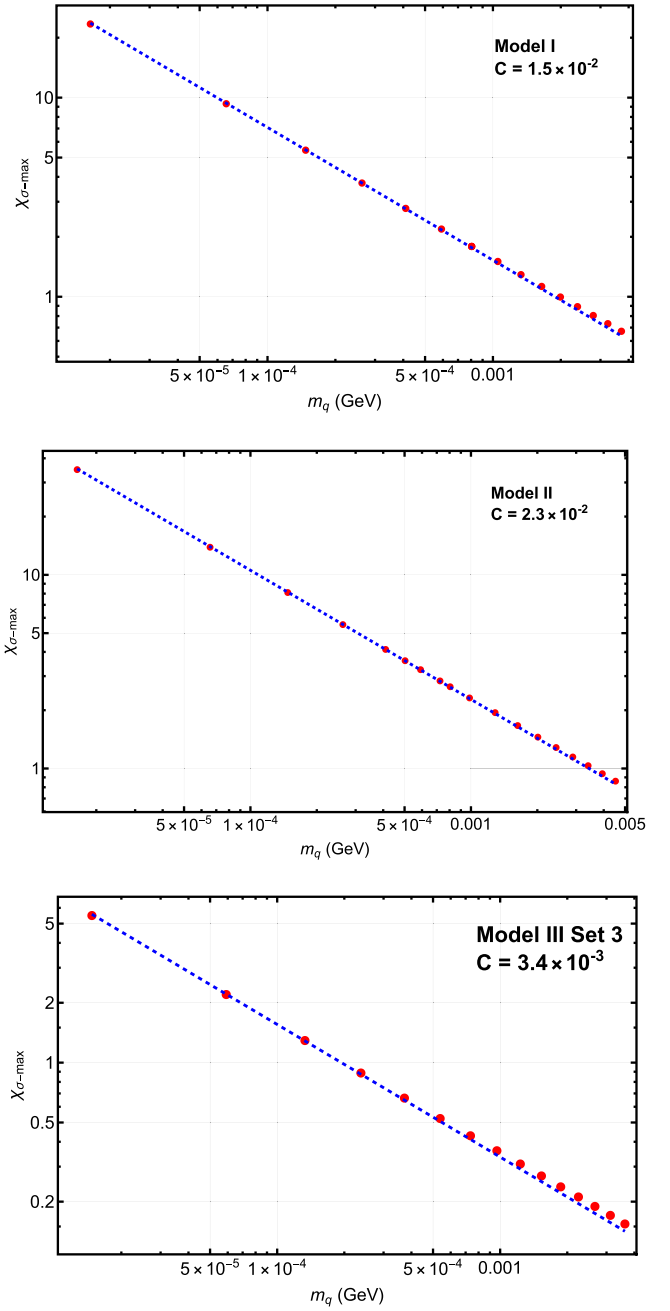 Model I
C = 1.5 × 10⁻²
10
5
1
χσ−max
5 × 10⁻⁵ 1 × 10⁻⁴ 5 × 10⁻⁴ 0.001
m_q (GeV)
Model II
C = 2.3 × 10⁻²
10
5
1
χσ−max
5 × 10⁻⁵ 1 × 10⁻⁴ 5 × 10⁻⁴ 0.001 0.005
m_q (GeV)
Model III Set 3
C = 3.4 × 10⁻³
5
2
1
0.5
0.2
χσ−max
5 × 10⁻⁵ 1 × 10⁻⁴ 5 × 10⁻⁴ 0.001
m_q (GeV)